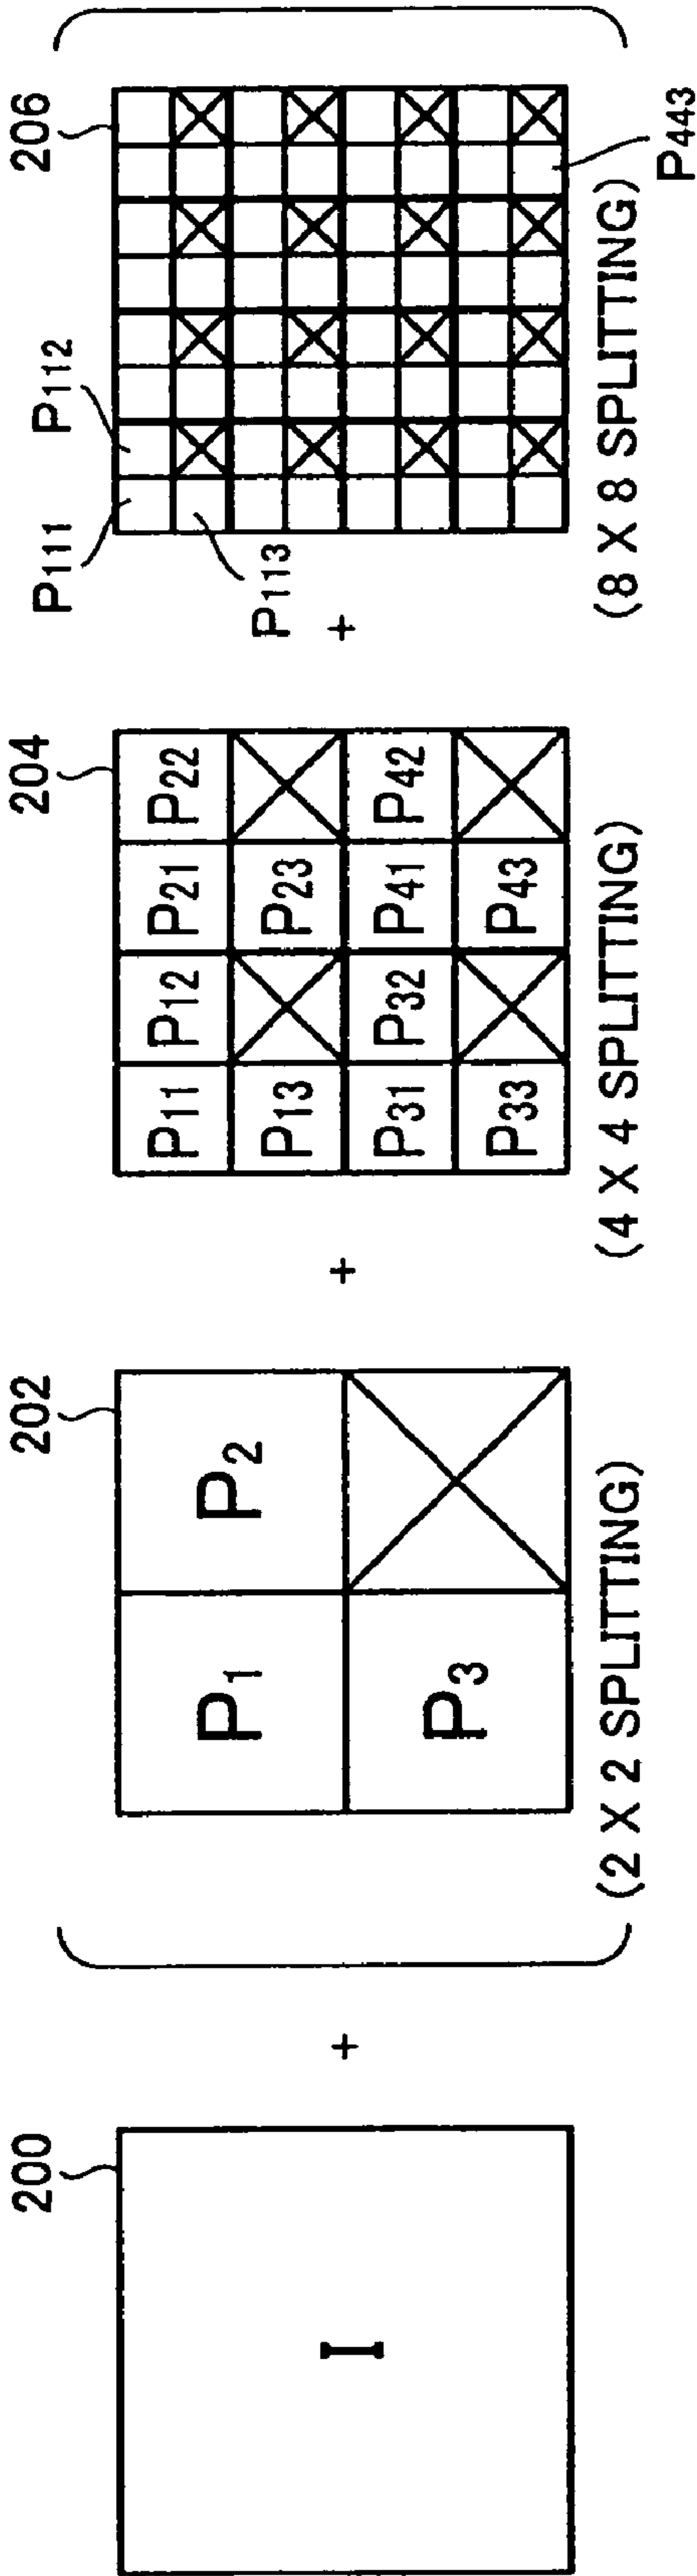 200
I
+
202
P1 P2
P3
(2 X 2 SPLITTING)
+
204
P11 P12 P21 P22
P13 P23
P31 P32 P41 P42
P33 P43
(4 X 4 SPLITTING)
+
206
P111 P112
P113
P443
(8 X 8 SPLITTING)